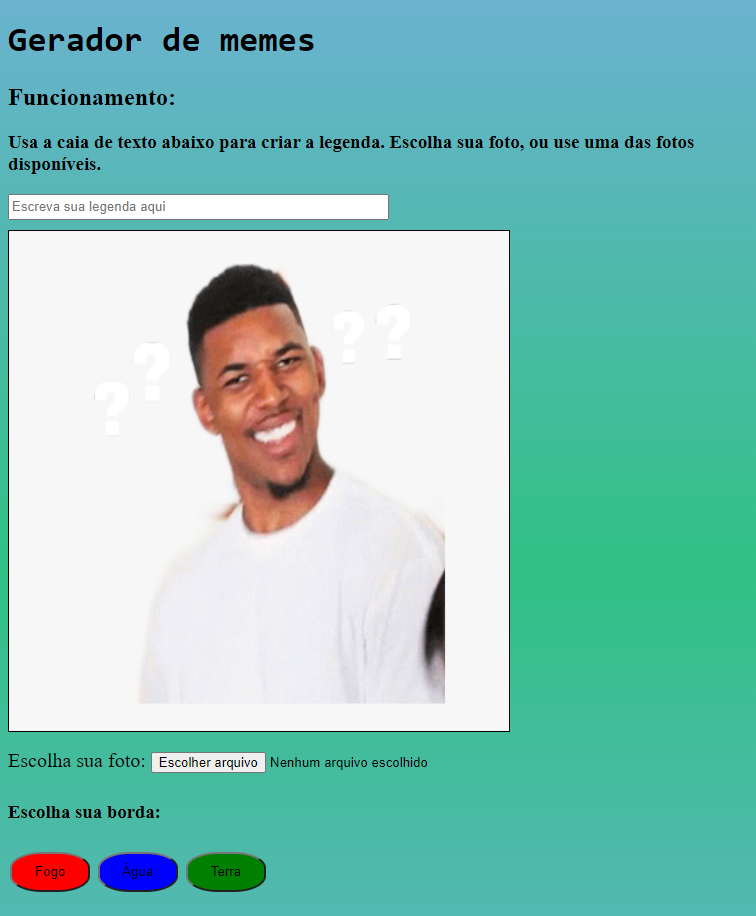 Gerador de memes
Funcionamento:
Usa a caia de texto abaixo para criar a legenda. Escolha sua foto, ou use uma das fotos
disponíveis.
Escreva sua legenda aqui
? ? ? ?
Escolha sua foto: Escolher arquivo Nenhum arquivo escolhido
Escolha sua borda:
Fogo Água Terra